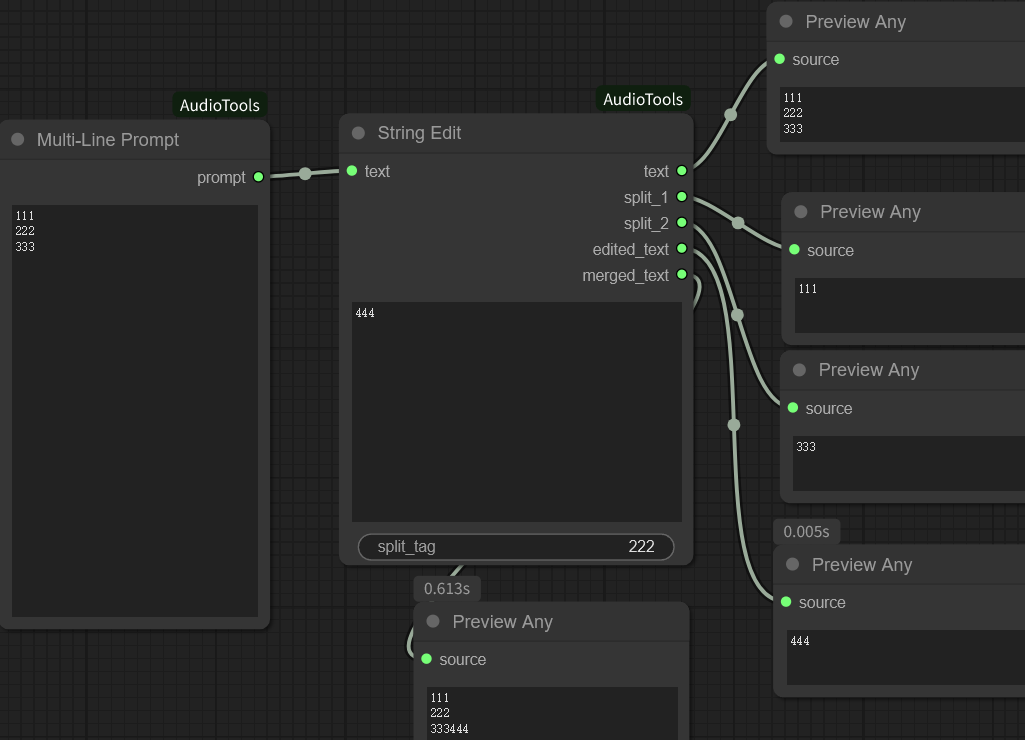 AudioTools
Multi-Line Prompt
prompt
111
222
333
AudioTools
String Edit
text
text
split_1
split_2
edited_text
merged_text
444
split_tag
222
0.613s
Preview Any
source
111
222
333444
Preview Any
source
111
222
333
Preview Any
source
111
Preview Any
source
333
0.005s
Preview Any
source
444